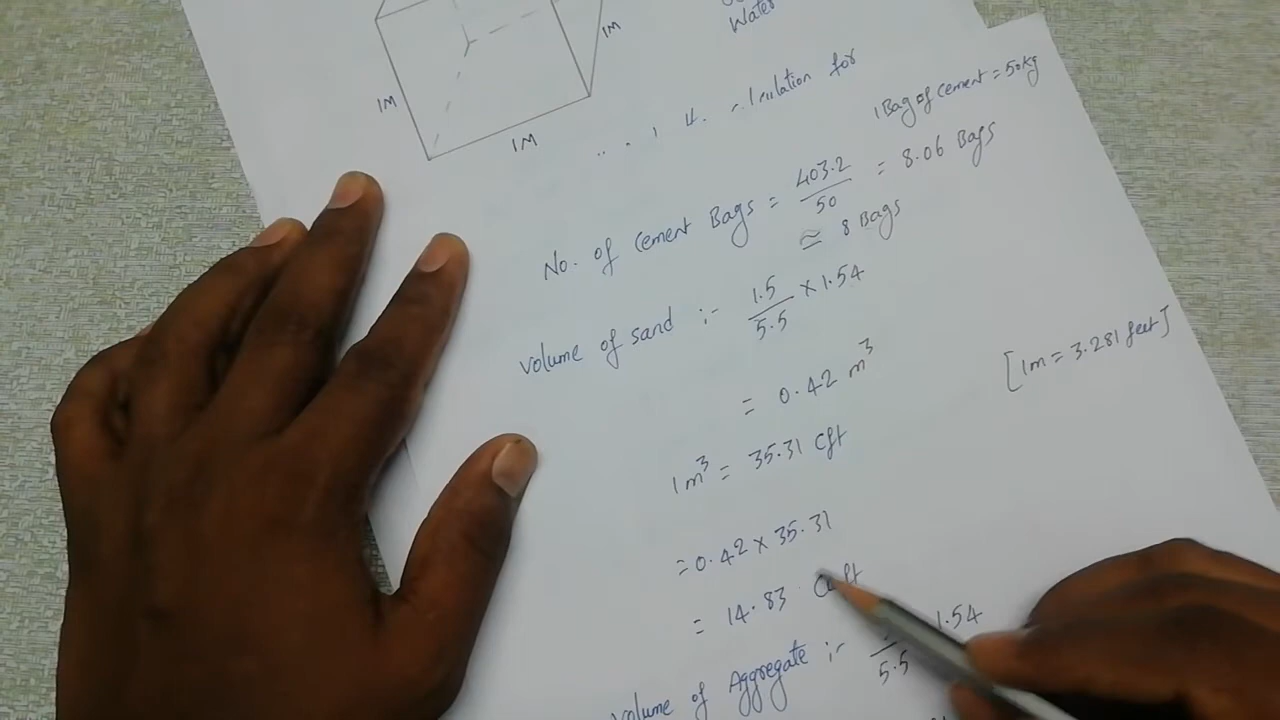 1M
Water
1M
1M
for
1 Bag of Cement = 50kg
No. of Cement Bags = 403.2/50 = 8.06 Bags
≅ 8 Bags
Volume of Sand :- 1.5/5.5 × 1.54
= 0.42 m³
[1m = 3.281 feet]
1m³ = 35.31 Cft
= 0.42 × 35.31
= 14.83
Volume of Aggregate :- 5.5 1.54